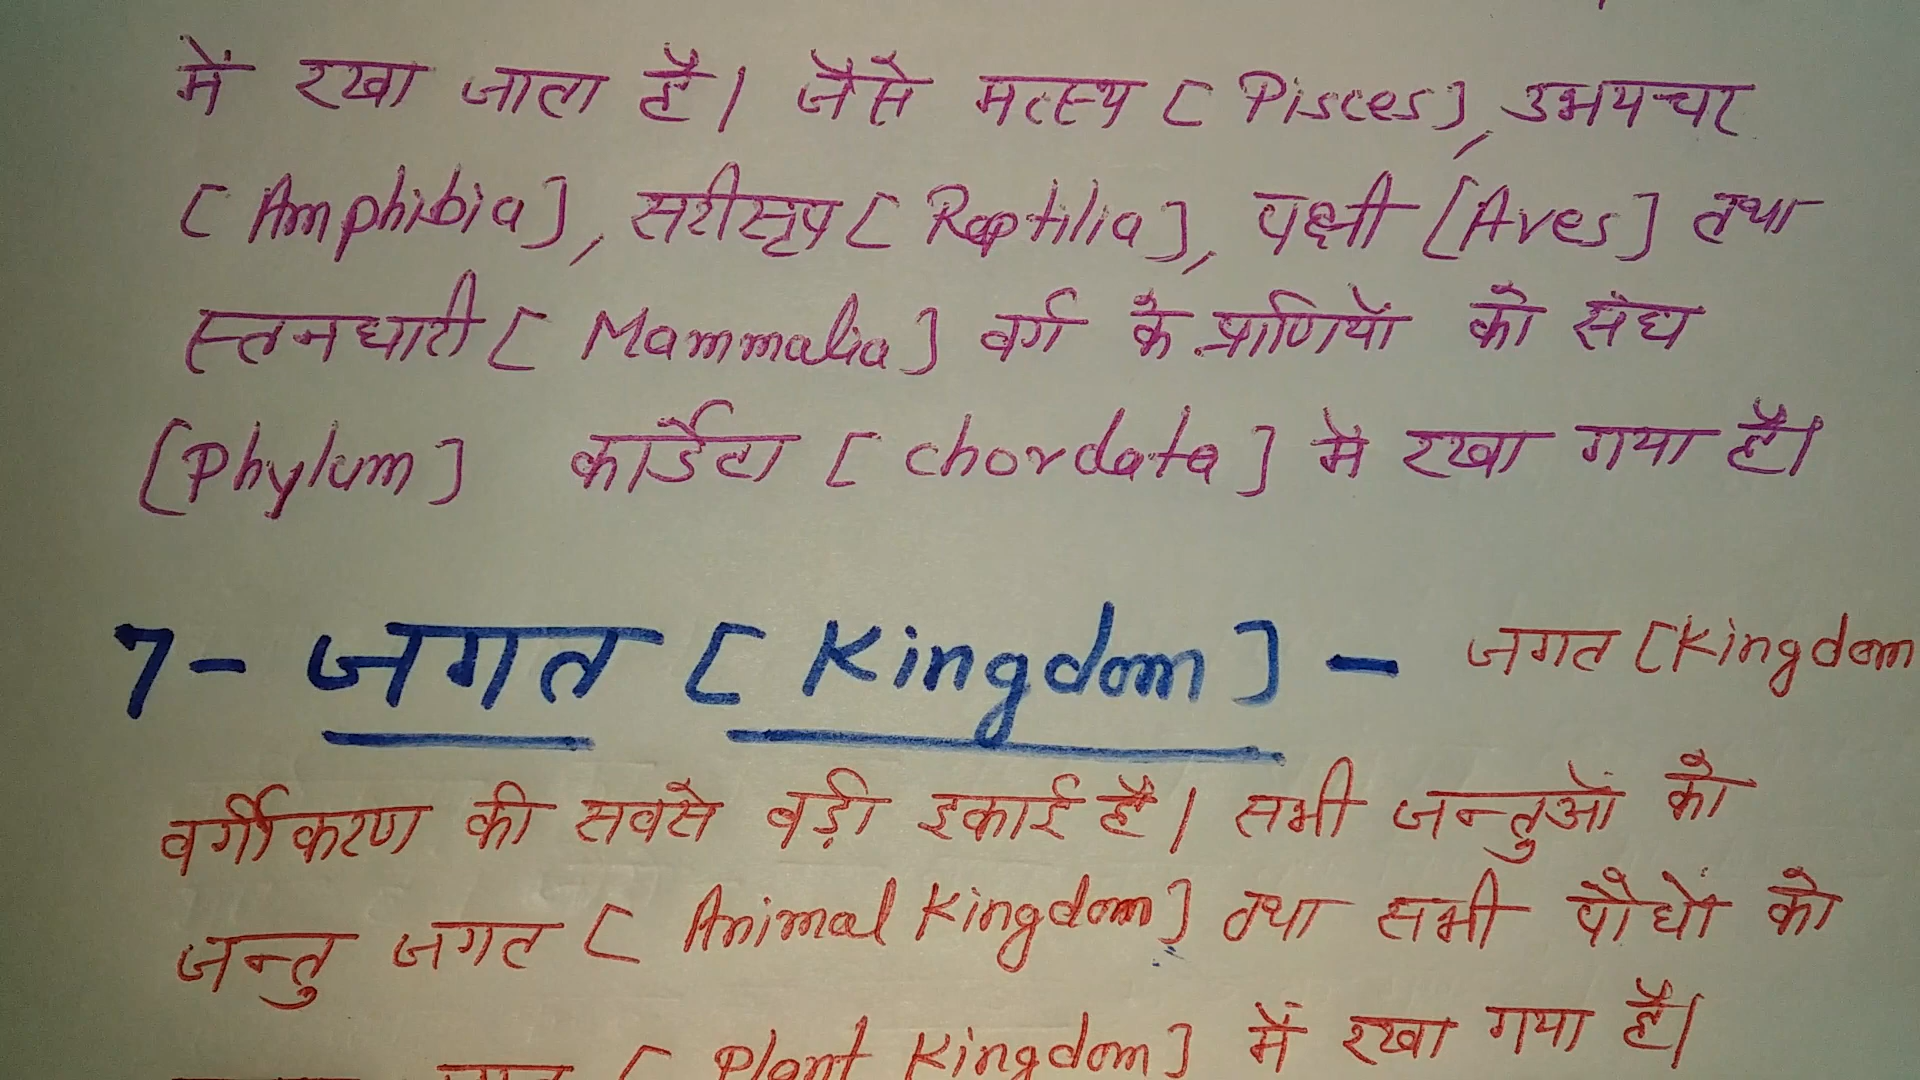 में रखा जाता है। जैसे मत्स्य [Pisces], उभयचर
[Amphibia], सरीसृप [Reptilia], पक्षी [Aves] तथा
स्तनधारी [Mammalia] वर्ग के प्राणियों को संघ
[Phylum] कार्डेटा [Chordata] में रखा गया है।
7- जगत [Kingdom] - जगत [Kingdom
वर्गीकरण की सबसे बड़ी इकाई है। सभी जन्तुओं को
जन्तु जगत [Animal Kingdom] तथा सभी पौधों को
[Plant Kingdom] में रखा गया है।